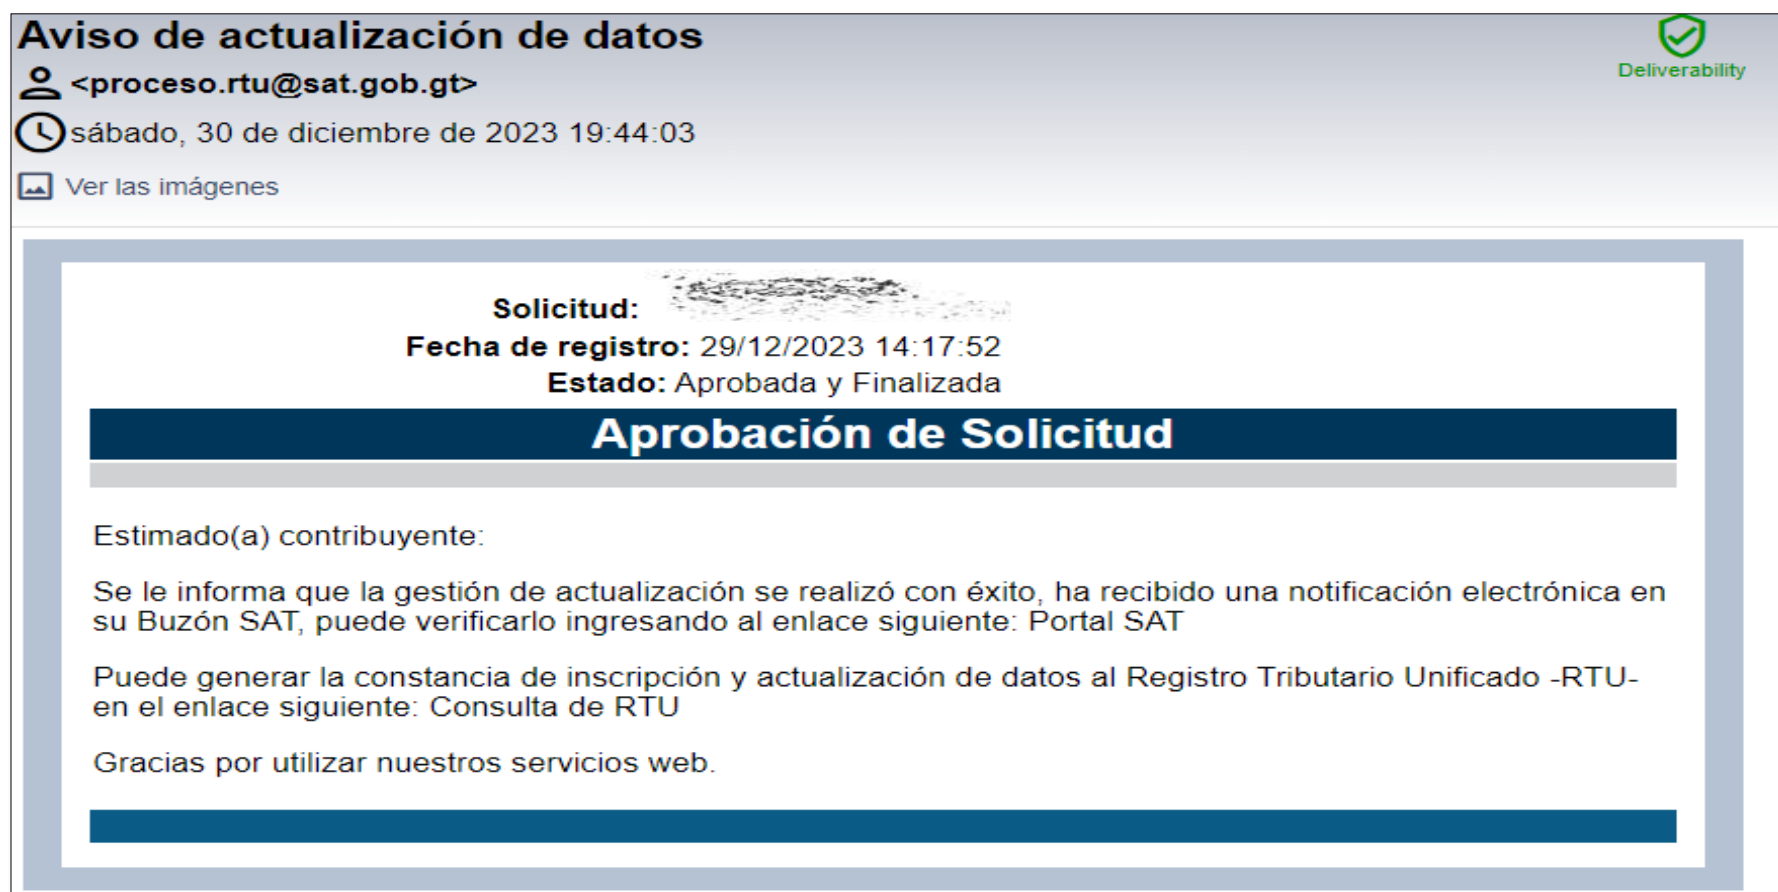 Aviso de actualización de datos
Deliverability
<proceso.rtu@sat.gob.gt>
sábado, 30 de diciembre de 2023 19:44:03
Ver las imágenes
Solicitud:
Fecha de registro: 29/12/2023 14:17:52
Estado: Aprobada y Finalizada
Aprobación de Solicitud
Estimado(a) contribuyente:
Se le informa que la gestión de actualización se realizó con éxito, ha recibido una notificación electrónica en
su Buzón SAT, puede verificarlo ingresando al enlace siguiente: Portal SAT
Puede generar la constancia de inscripción y actualización de datos al Registro Tributario Unificado -RTU-
en el enlace siguiente: Consulta de RTU
Gracias por utilizar nuestros servicios web.